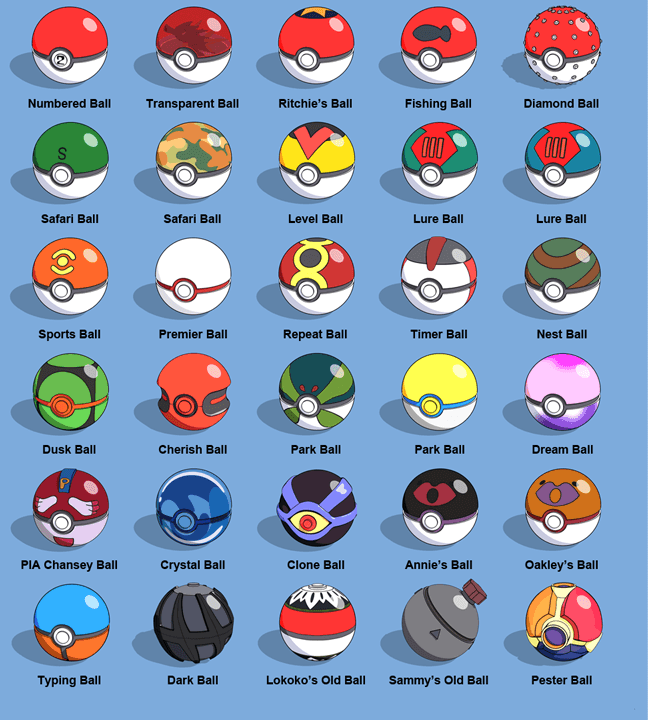 2
Numbered Ball Transparent Ball Ritchie's Ball Fishing Ball Diamond Ball
S
Safari Ball Safari Ball Level Ball Lure Ball Lure Ball
Sports Ball Premier Ball Repeat Ball Timer Ball Nest Ball
Dusk Ball Cherish Ball Park Ball Park Ball Dream Ball
PIA Chansey Ball Crystal Ball Clone Ball Annie's Ball Oakley's Ball
Typing Ball Dark Ball Lokoko's Old Ball Sammy's Old Ball Pester Ball